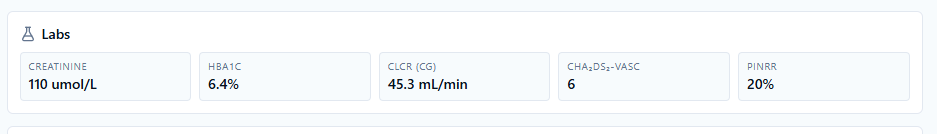 Labs
CREATININE
110 umol/L
HBA1C
6.4%
CLCR (CG)
45.3 mL/min
CHA₂DS₂-VASC
6
PINRR
20%